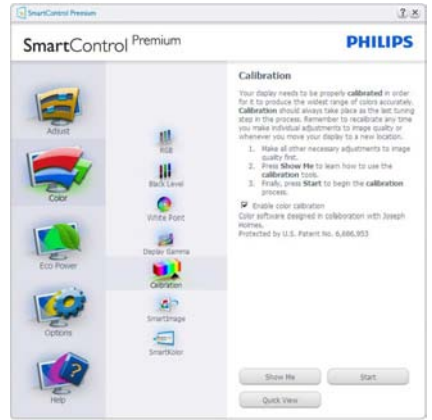 SmartControl Premium
SmartControl Premium
PHILIPS
Adjust
Color
Eco Power
Options
Help
RGB
Black Level
White Point
Display Gamma
Calibration
SmartImage
SmartKolor
Calibration
Your display needs to be properly calibrated in order
for it to produce the widest range of colors accurately.
Calibration should always take place as the last tuning
step in the process. Remember to recalibrate any time
you make individual adjustments to image quality or
whenever you move your display to a new location.
1. Make all other necessary adjustments to image
quality first.
2. Press Show Me to learn how to use the
calibration tools.
3. Finally, press Start to begin the calibration
process.
Enable color calibration
Color software designed in collaboration with Joseph
Holmes.
Protected by U.S. Patent No. 6,686,953
Show Me
Start
Quick View